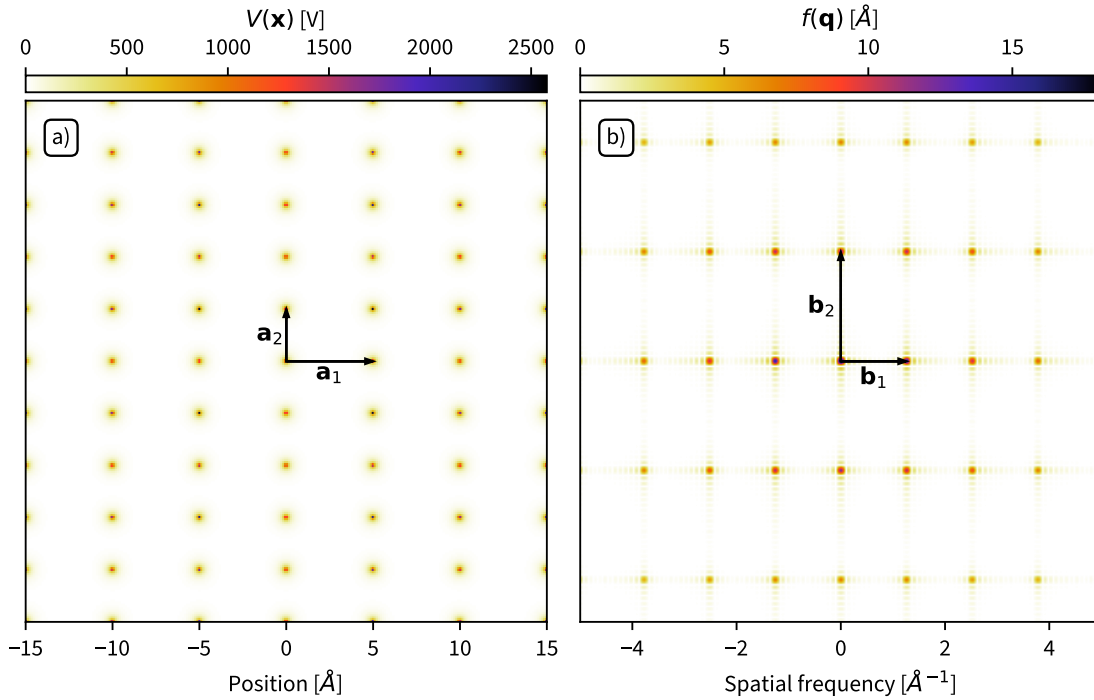 V(x) [V]
0 500 1000 1500 2000 2500
a)
a₂
a₁
−15 −10 −5 0 5 10 15
Position [Å]
f(q) [Å]
0 5 10 15
b)
b₂
b₁
−4 −2 0 2 4
Spatial frequency [Å⁻¹]